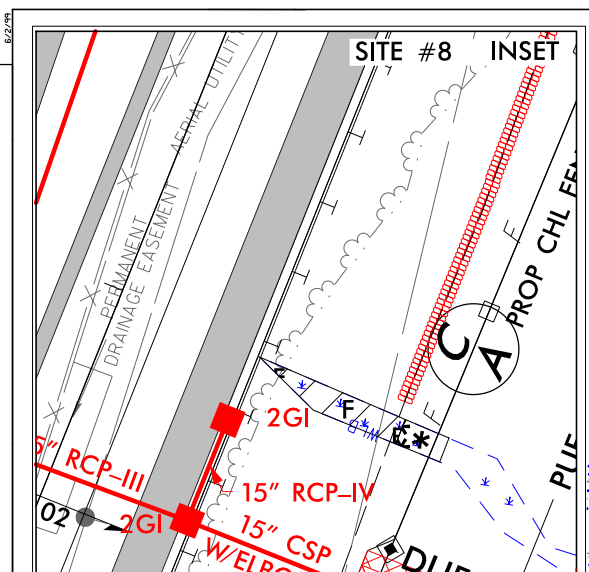 6/2/99
SITE #8 INSET
AERIAL UTILITY
PERMANENT
DRAINAGE EASEMENT
PROP CHL FEN
C
A
F
F
F
F
WLB
E*
2GI
5" RCP-III
15" RCP-IV
PUE
02
2GI
15" CSP
W/ELBO
DUE